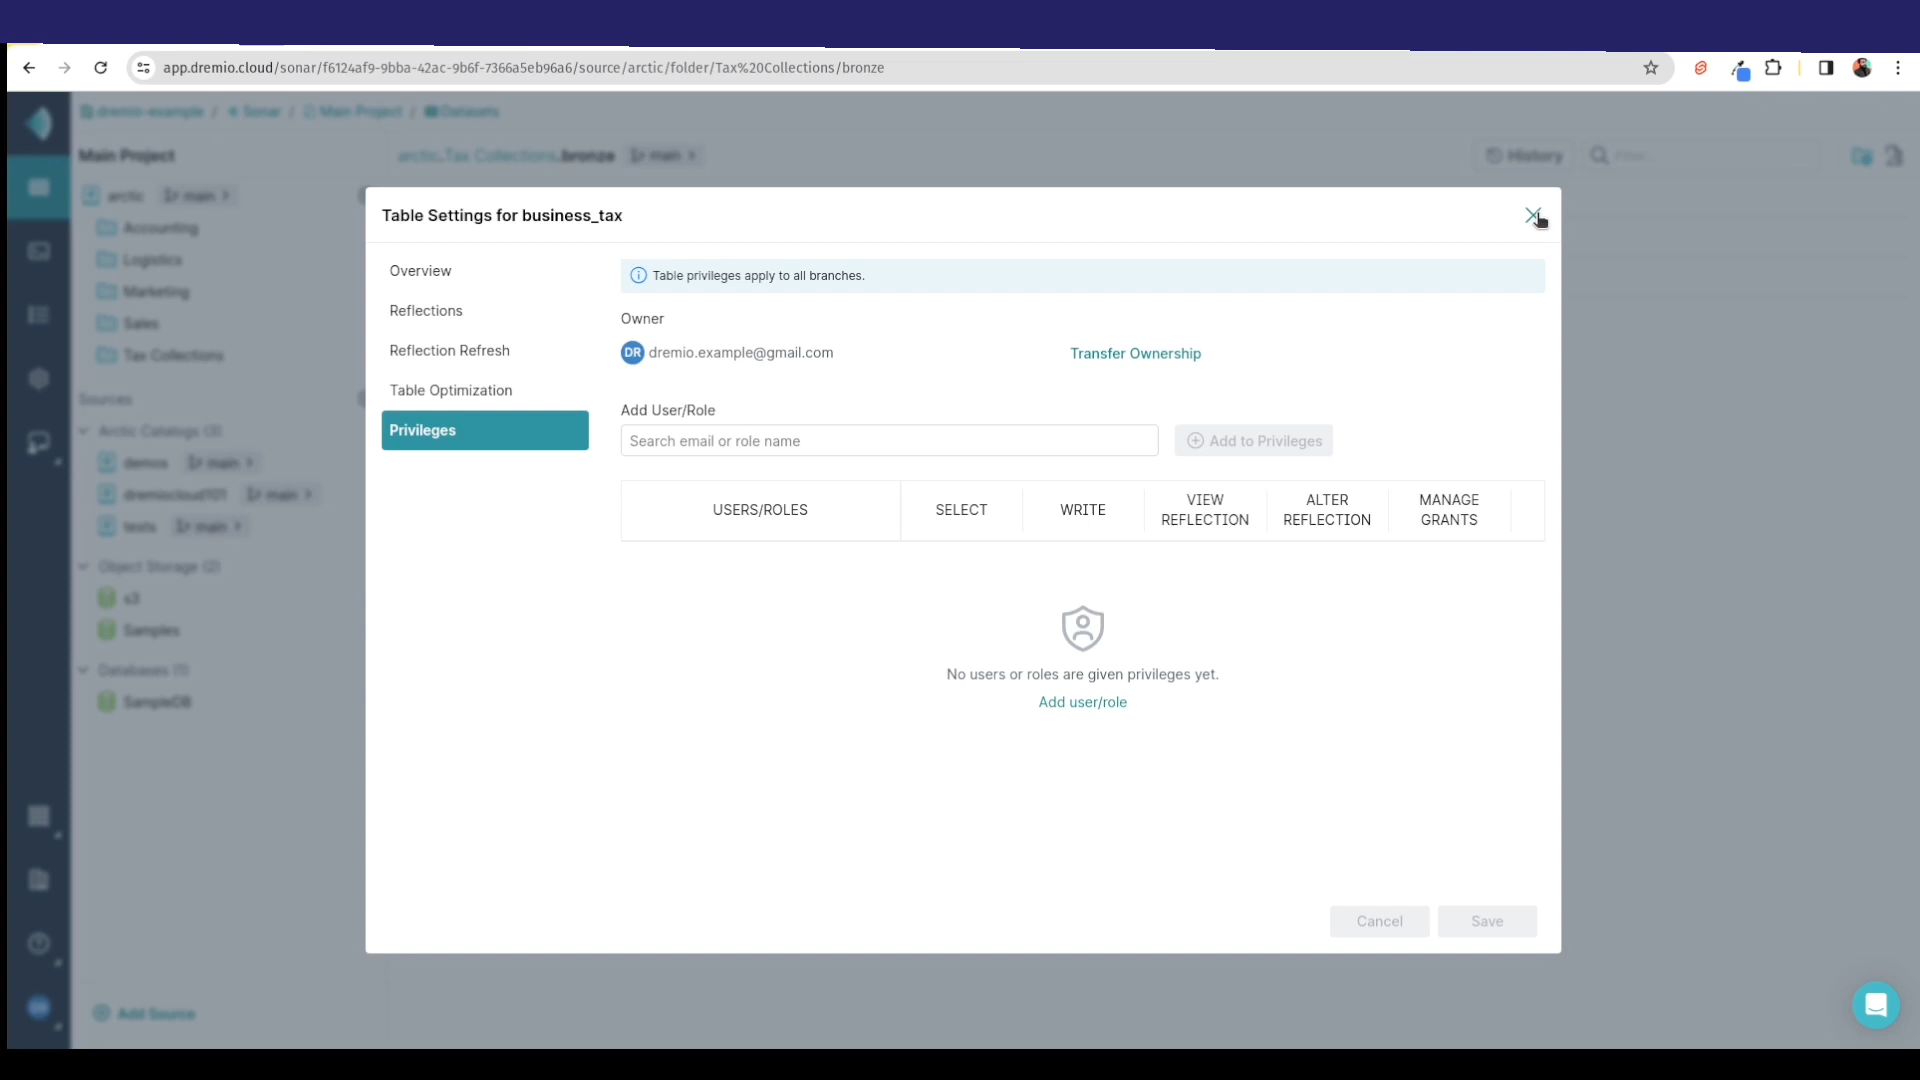 app.dremio.cloud/sonar/f6124af9-9bba-42ac-9b6f-7366a5eb96a6/source/arctic/folder/Tax%20Collections/bronze
dremio-example / Sonar / Main Project / Datasets
Main Project
arctic.Tax Collections.bronze main
History
Filter...
arctic main
Accounting
Logistics
Marketing
Sales
Tax Collections
Sources
Arctic Catalogs (3)
demos main
dremiocloud101 main
tests main
Object Storage (2)
s3
Samples
Databases (1)
SampleDB
Add Source
Table Settings for business_tax
Overview
Reflections
Reflection Refresh
Table Optimization
Privileges
Table privileges apply to all branches.
Owner
DR dremio.example@gmail.com
Transfer Ownership
Add User/Role
Search email or role name
Add to Privileges
USERS/ROLES SELECT WRITE VIEW REFLECTION ALTER REFLECTION MANAGE GRANTS
No users or roles are given privileges yet.
Add user/role
Cancel Save